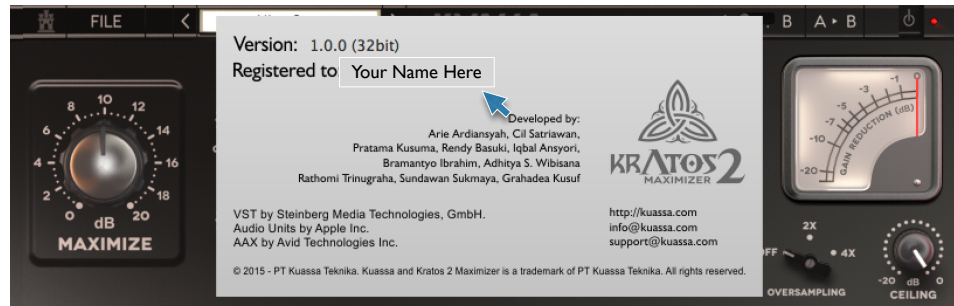 FILE
<
B
A ▸ B
Version: 1.0.0 (32bit)
Registered to:
Your Name Here
Developed by:
Arie Ardiansyah, Cil Satriawan,
Pratama Kusuma, Rendy Basuki, Iqbal Ansyori,
Bramantyo Ibrahim, Adhitya S. Wibisana
Rathomi Trinugraha, Sundawan Sukmaya, Grahadea Kusuf
KRATOS 2
MAXIMIZER
VST by Steinberg Media Technologies, GmbH.
Audio Units by Apple Inc.
AAX by Avid Technologies Inc.
http://kuassa.com
info@kuassa.com
support@kuassa.com
© 2015 - PT Kuassa Teknika. Kuassa and Kratos 2 Maximizer is a trademark of PT Kuassa Teknika. All rights reserved.
0 2 4 6 8 10 12 14 16 18 20
dB
MAXIMIZE
-20 -10 -7 -5 -3 -1 0
GAIN REDUCTION (dB)
2X
OFF
4X
OVERSAMPLING
-20 dB 0
CEILING